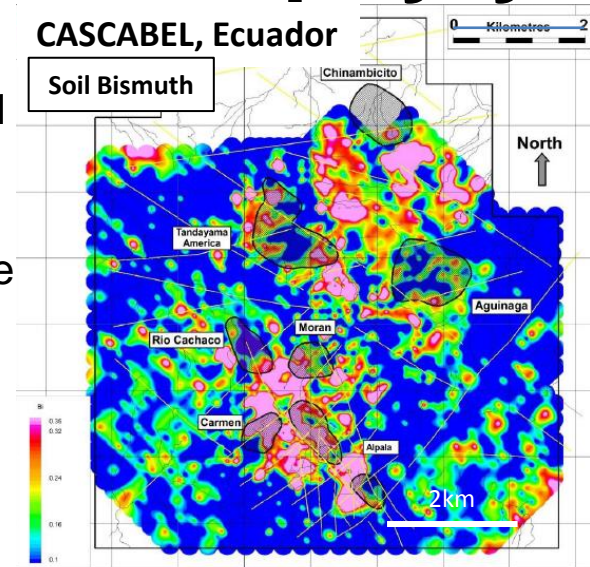 CASCABEL, Ecuador
0 Kilometres 2
Soil Bismuth
Chinambicito
North
Tandayama
America
e
Aguinaga
Rio Cachaco
Moran
Carmen
Alpala
Bi
0.35
0.32
0.24
0.16
0.1
2km